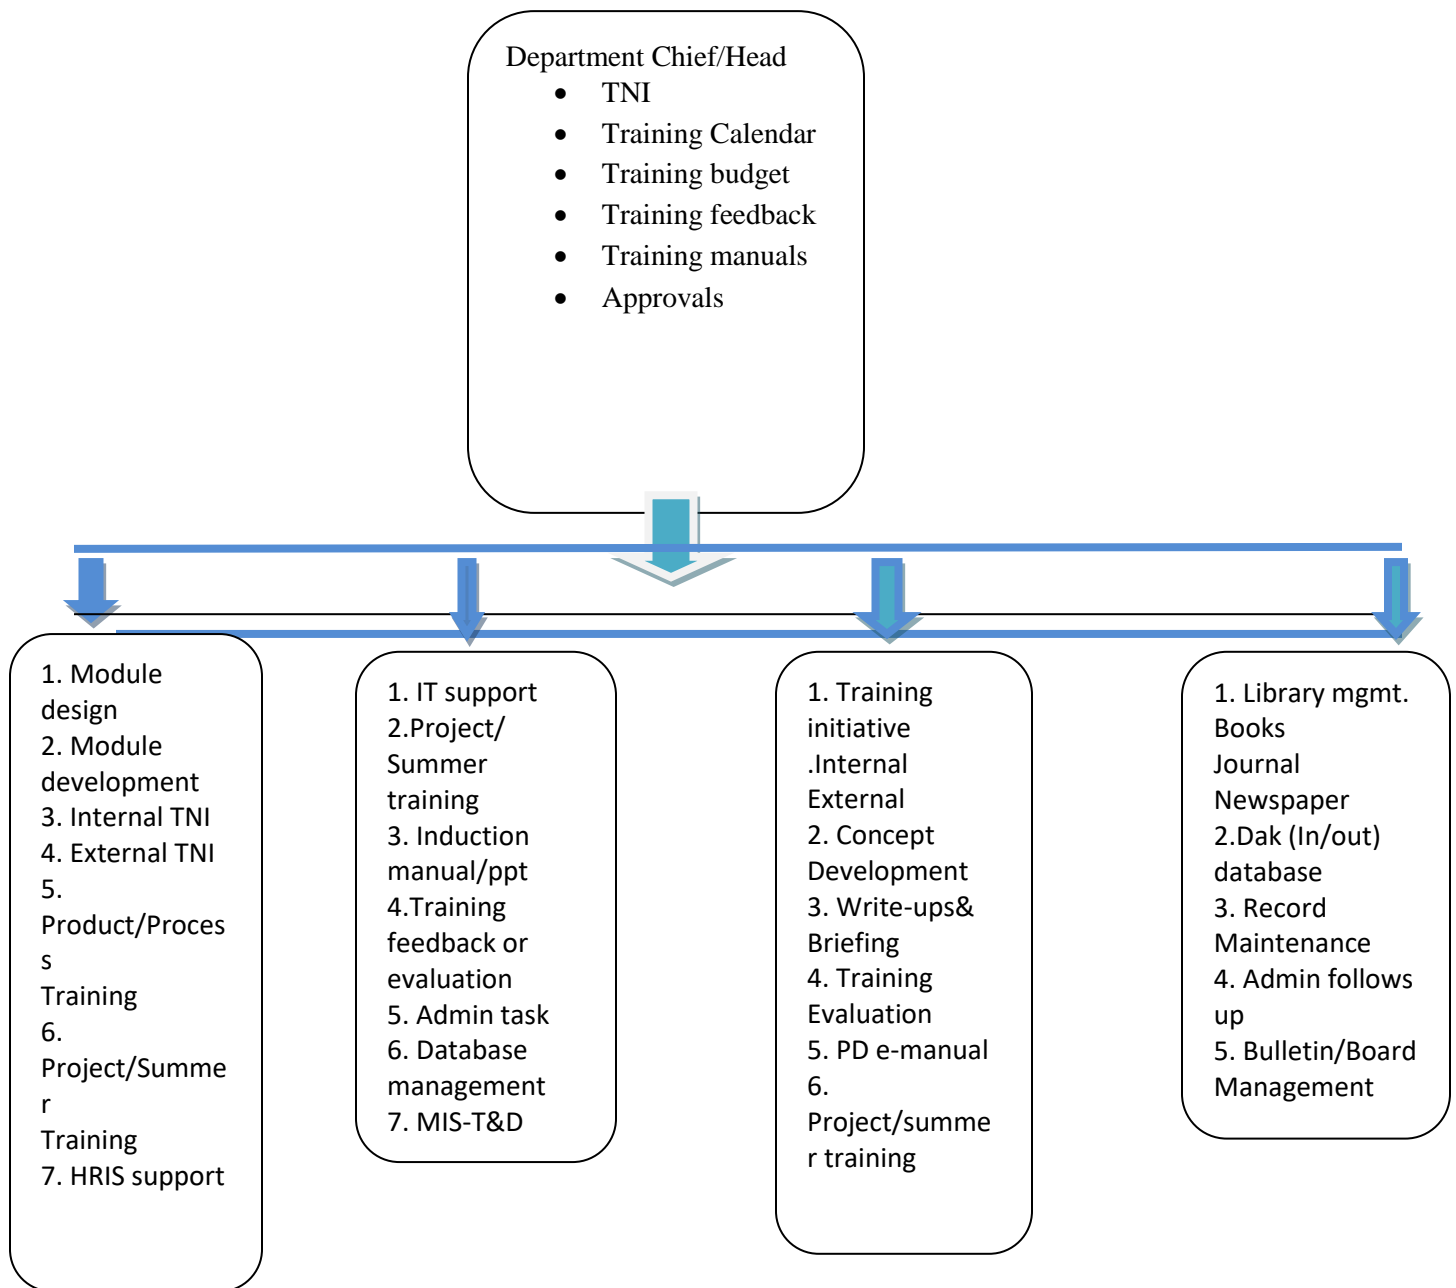 Department Chief/Head
• TNI
• Training Calendar
• Training budget
• Training feedback
• Training manuals
• Approvals
1. Module
design
2. Module
development
3. Internal TNI
4. External TNI
5.
Product/Proces
s
Training
6.
Project/Summe
r
Training
7. HRIS support
1. IT support
2.Project/
Summer
training
3. Induction
manual/ppt
4.Training
feedback or
evaluation
5. Admin task
6. Database
management
7. MIS-T&D
1. Training
initiative
.Internal
External
2. Concept
Development
3. Write-ups&
Briefing
4. Training
Evaluation
5. PD e-manual
6.
Project/summe
r training
1. Library mgmt.
Books
Journal
Newspaper
2.Dak (In/out)
database
3. Record
Maintenance
4. Admin follows
up
5. Bulletin/Board
Management